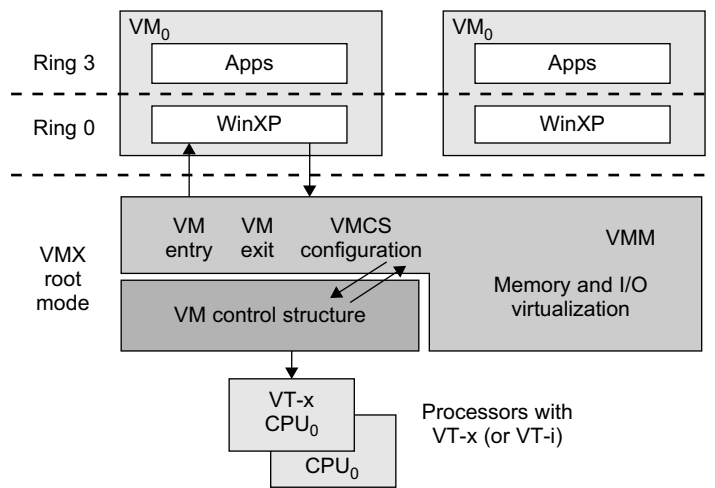 VM₀
VM₀
Ring 3
Apps
Apps
Ring 0
WinXP
WinXP
VMX
root
mode
VM
entry
VM
exit
VMCS
configuration
VMM
Memory and I/O
virtualization
VM control structure
VT-x
CPU₀
CPU₀
Processors with
VT-x (or VT-i)